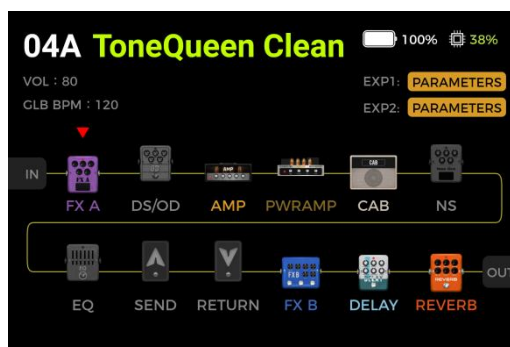 04A ToneQueen Clean 100% 38%
VOL : 80 EXP1: PARAMETERS
GLB BPM : 120 EXP2: PARAMETERS
IN FX A DS/OD AMP PWRAMP CAB NS
EQ SEND RETURN FX B DELAY REVERB OUT